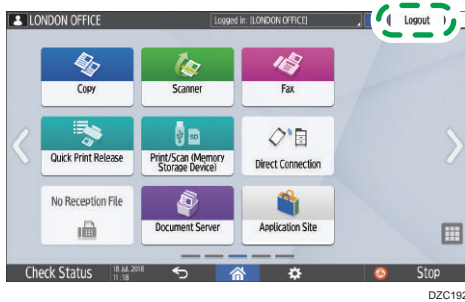 LONDON OFFICE
Logged in: [LONDON OFFICE]
Logout
Copy
Scanner
Fax
Quick Print Release
Print/Scan (Memory
Storage Device)
Direct Connection
No Reception File
Document Server
Application Site
Check Status
18 Jul. 2018
11:18
Stop
DZC192